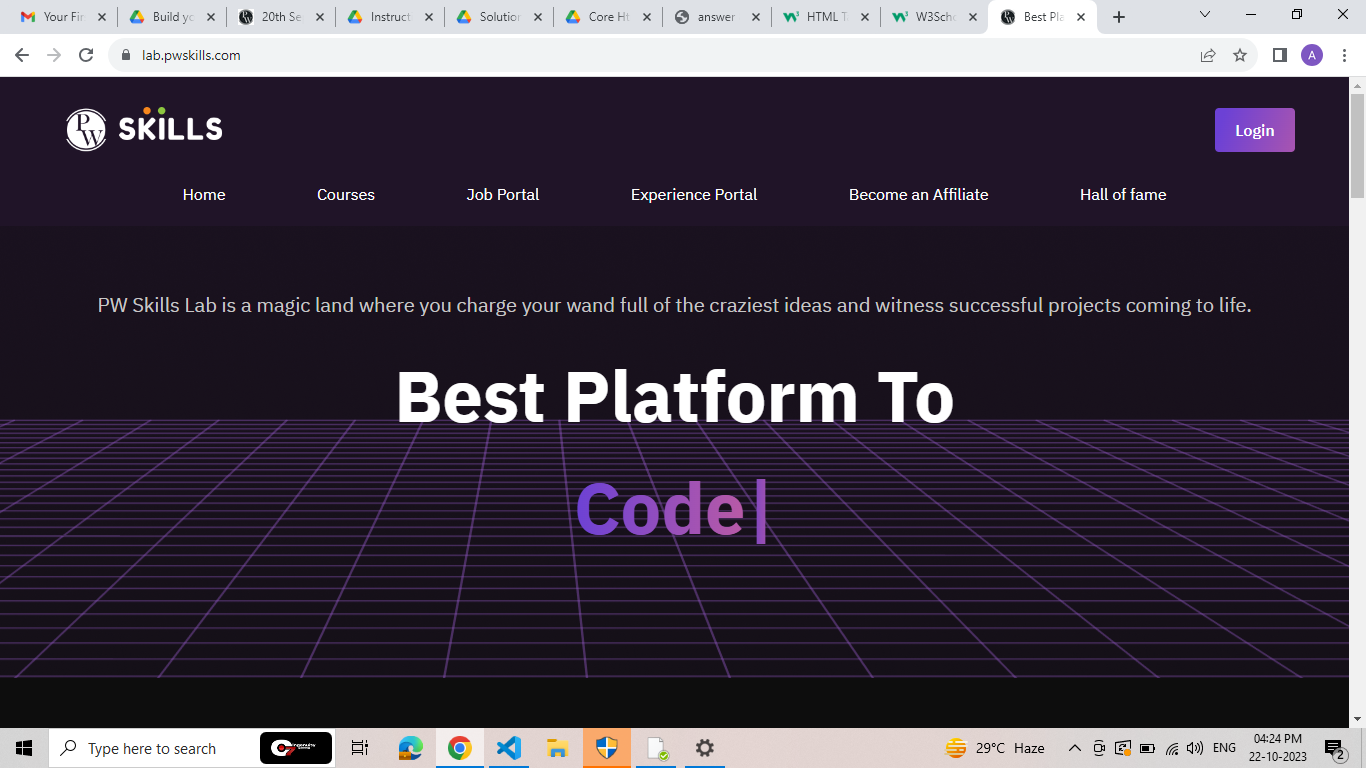 Your Fin
Build yo
20th Se
Instruct
Solution
Core Ht
answer
HTML T
W3Scho
Best Pla
lab.pwskills.com
A
PW SKILLS
Login
Home Courses Job Portal Experience Portal Become an Affiliate Hall of fame
PW Skills Lab is a magic land where you charge your wand full of the craziest ideas and witness successful projects coming to life.
Best Platform To
Code|
Type here to search
29°C Haze
ENG
04:24 PM
22-10-2023
2